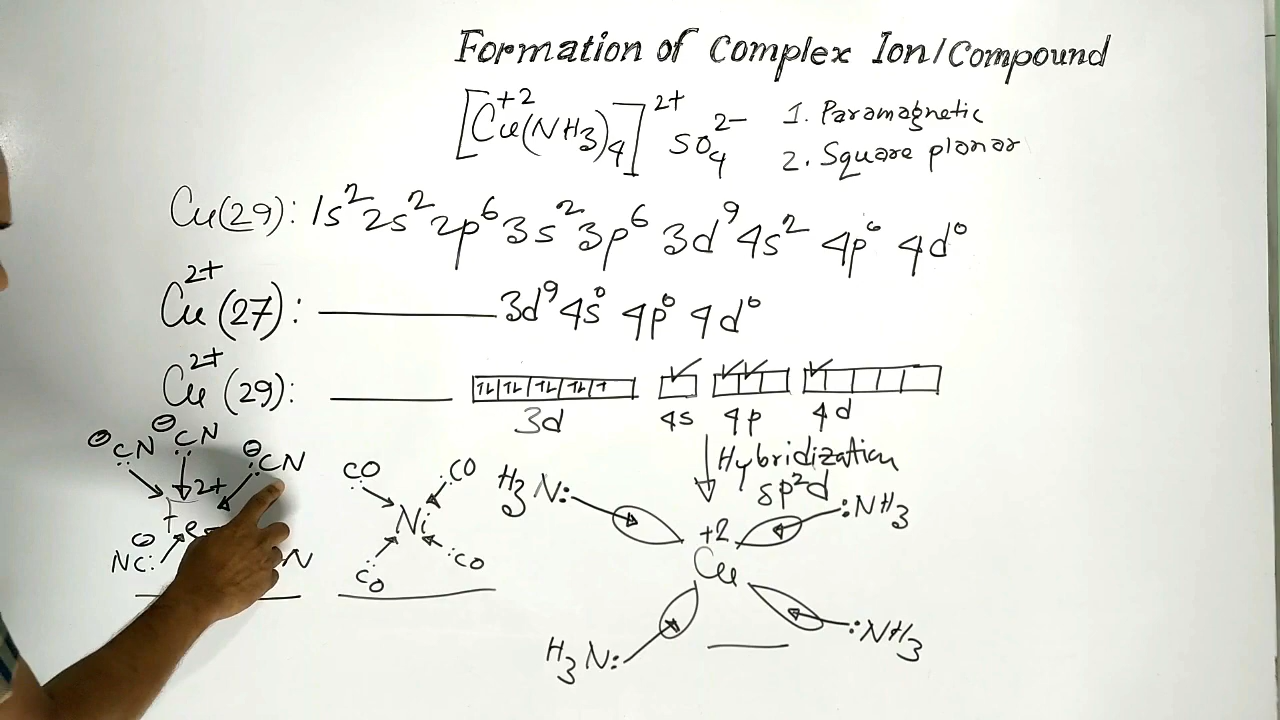 Formation of Complex Ion/Compound
[Cu⁺²(NH3)₄]²⁺ SO₄²⁻
1. Paramagnetic
2. Square planar
Cu(29): 1s² 2s² 2p⁶ 3s² 3p⁶ 3d⁹ 4s² 4p⁰ 4d⁰
Cu²⁺(27): 3d⁹ 4s⁰ 4p⁰ 4d⁰
Cu²⁺(29):
3d 4s 4p 4d
Hybridization
sp²d
⊖:CN ⊖:CN ⊖:CN
2+
NC:⊖
:CO :CO
Ni
:CO :CO
H₃N: :NH₃
+2
Cu
H₃N: :NH₃